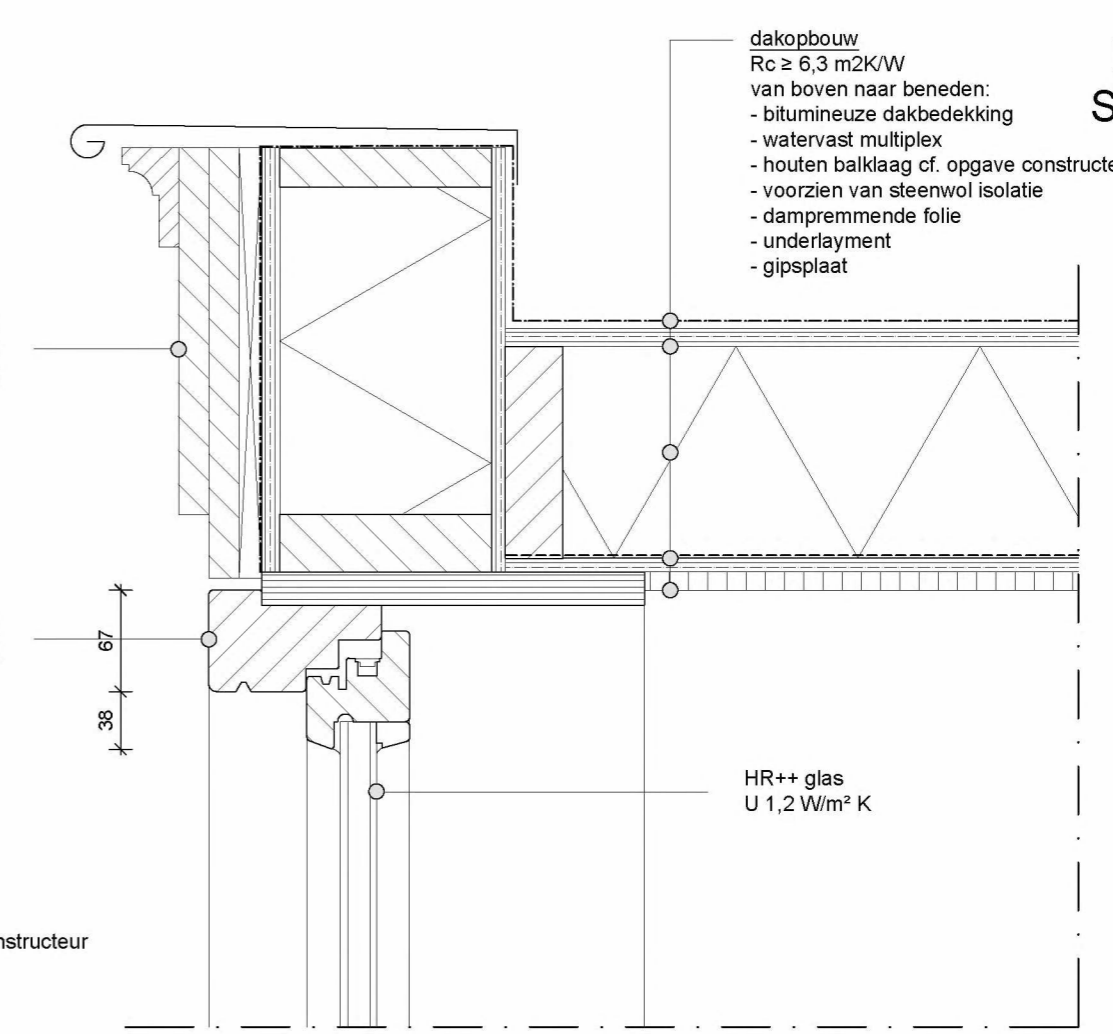 dakopbouw
Rc ≥ 6,3 m2K/W
van boven naar beneden:
- bitumineuze dakbedekking
- watervast multiplex
- houten balklaag cf. opgave constructe
- voorzien van steenwol isolatie
- dampremmende folie
- underlayment
- gipsplaat
S
67
38
HR++ glas
U 1,2 W/m² K
nstructeur